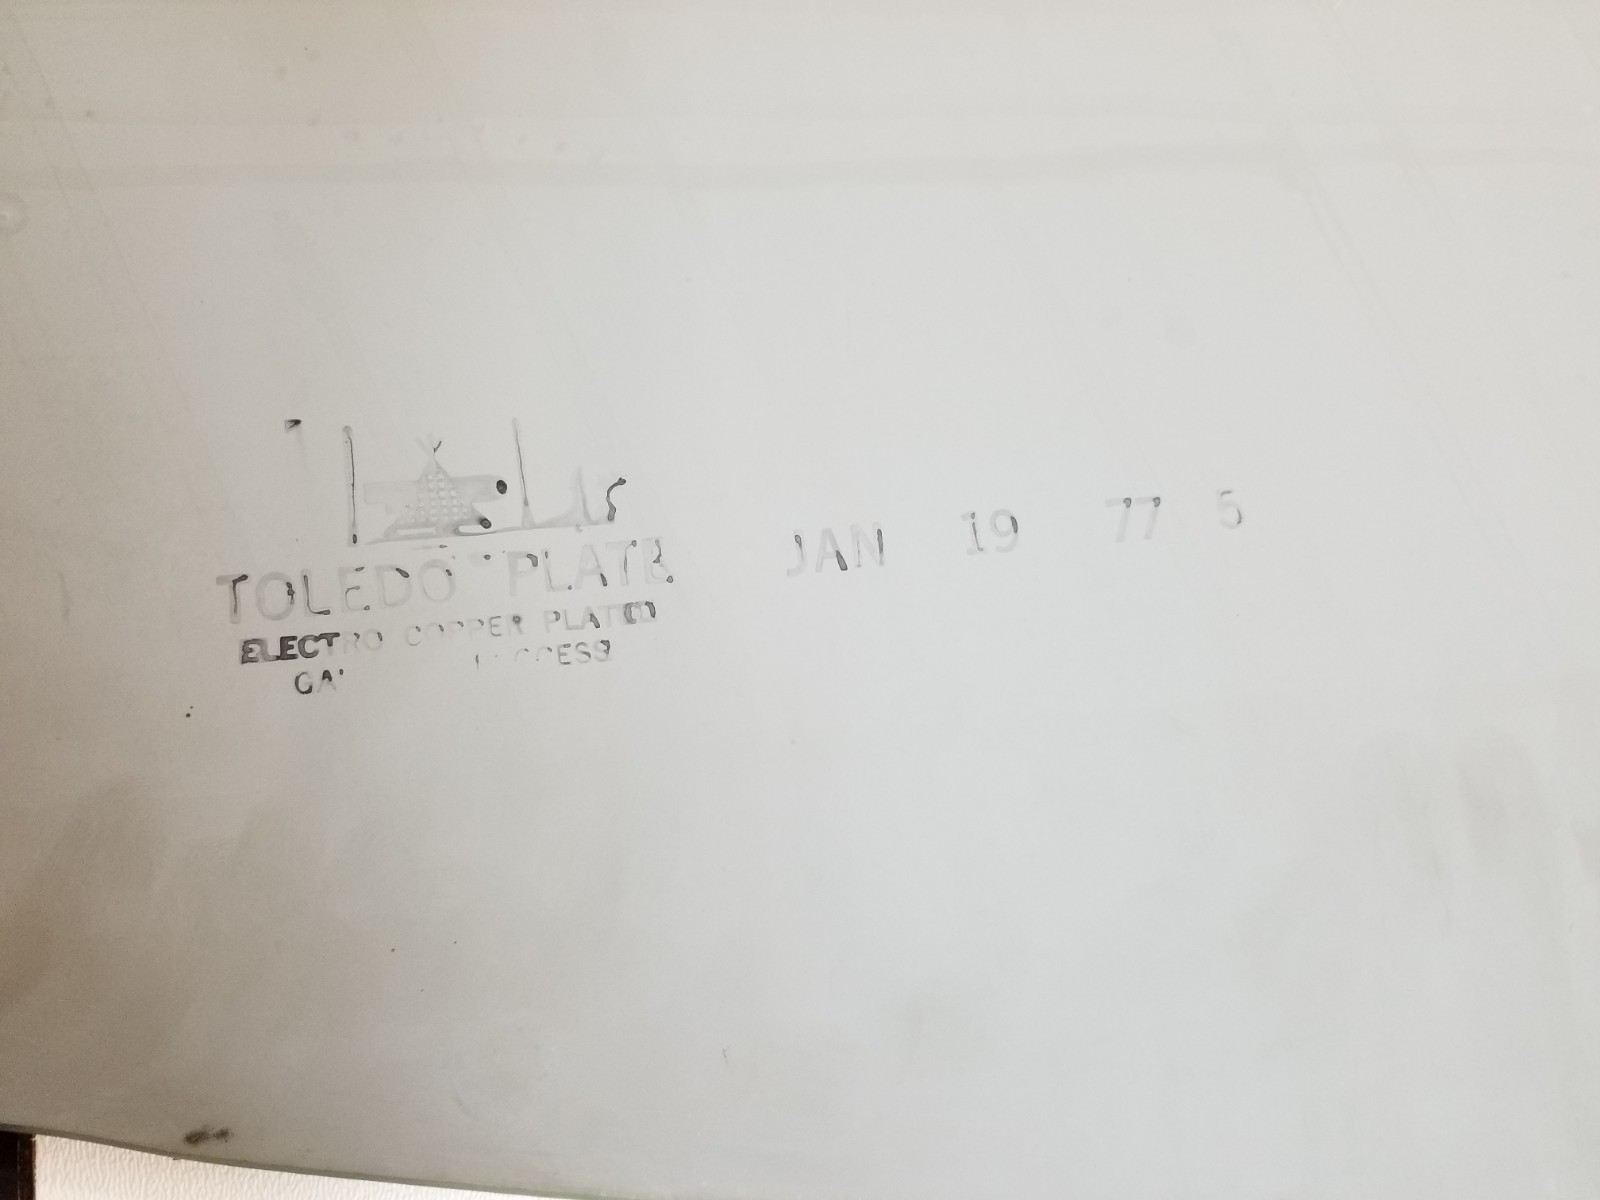 TOLEDO PLATE
ELECTRO COPPER PLATED
JAN 19 77 5